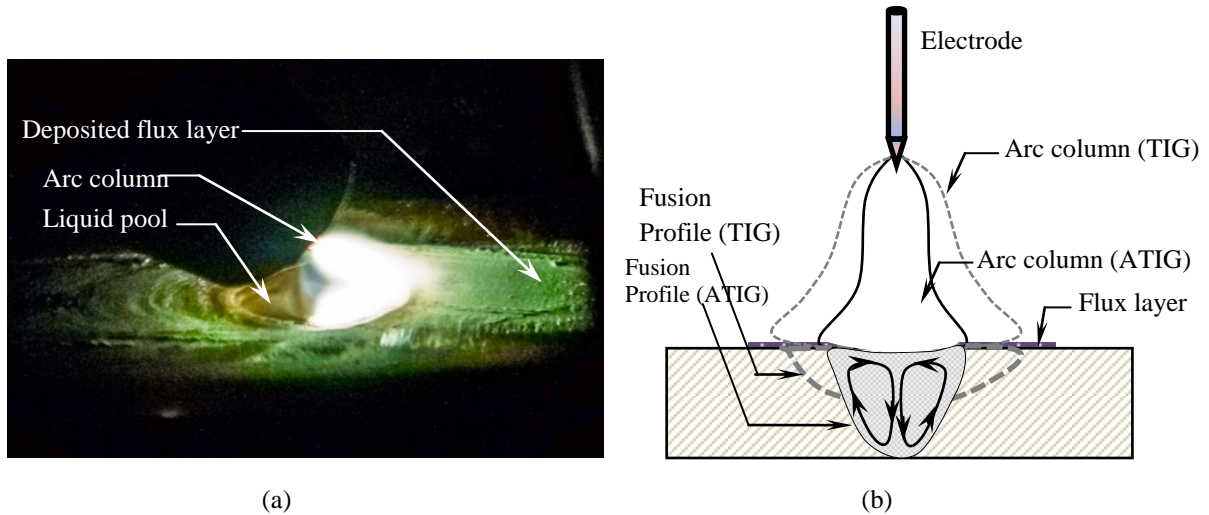 Deposited flux layer
Arc column
Liquid pool
(a)
Electrode
Arc column (TIG)
Fusion
Profile (TIG)
Fusion
Profile (ATIG)
Arc column (ATIG)
Flux layer
(b)